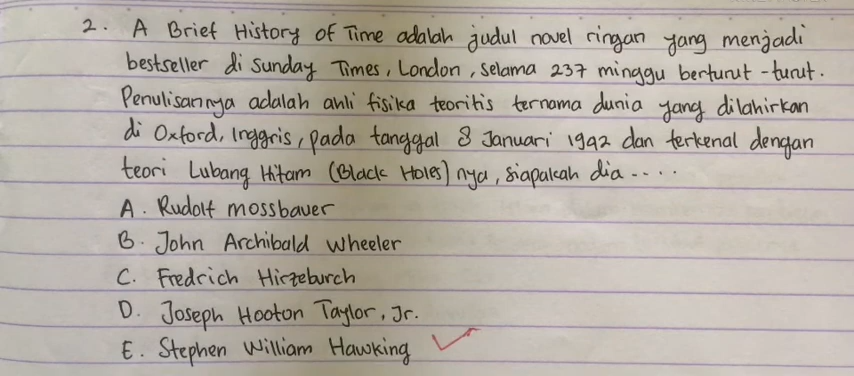 2. A Brief History of Time adalah judul novel ringan yang menjadi
bestseller di Sunday Times, London, selama 237 minggu berturut-turut.
Penulisannya adalah ahli fisika teoritis ternama dunia yang dilahirkan
di Oxford, Inggris, pada tanggal 8 Januari 1992 dan terkenal dengan
teori Lubang Hitam (Black Holes) nya, siapakah dia ....
A. Rudolf mossbauer
B. John Archibald Wheeler
C. Fredrich Hirzeburch
D. Joseph Hooton Taylor, Jr.
E. Stephen William Hawking